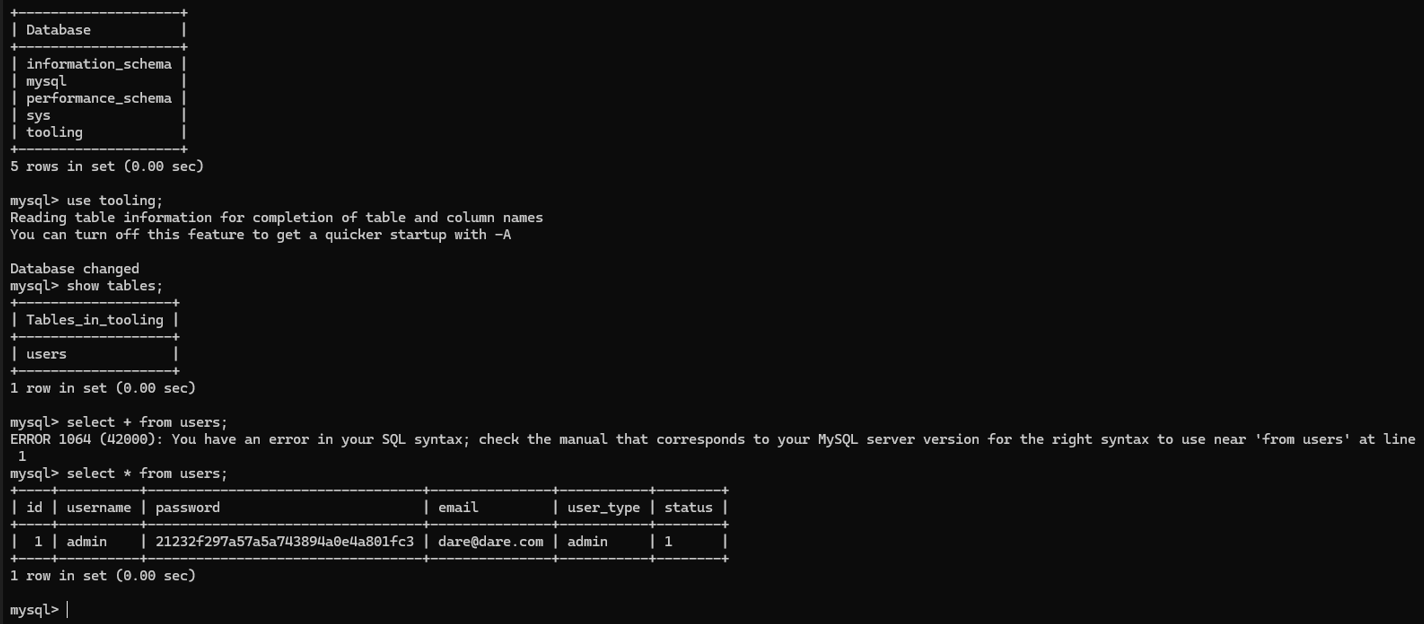 +--------------------+
| Database           |
+--------------------+
| information_schema |
| mysql              |
| performance_schema |
| sys                |
| tooling            |
+--------------------+
5 rows in set (0.00 sec)

mysql> use tooling;
Reading table information for completion of table and column names
You can turn off this feature to get a quicker startup with -A

Database changed
mysql> show tables;
+-------------------+
| Tables_in_tooling |
+-------------------+
| users             |
+-------------------+
1 row in set (0.00 sec)

mysql> select + from users;
ERROR 1064 (42000): You have an error in your SQL syntax; check the manual that corresponds to your MySQL server version for the right syntax to use near 'from users' at line
 1
mysql> select * from users;
+----+----------+----------------------------------+---------------+-----------+--------+
| id | username | password                         | email         | user_type | status |
+----+----------+----------------------------------+---------------+-----------+--------+
|  1 | admin    | 21232f297a57a5a743894a0e4a801fc3 | dare@dare.com | admin     | 1      |
+----+----------+----------------------------------+---------------+-----------+--------+
1 row in set (0.00 sec)

mysql>